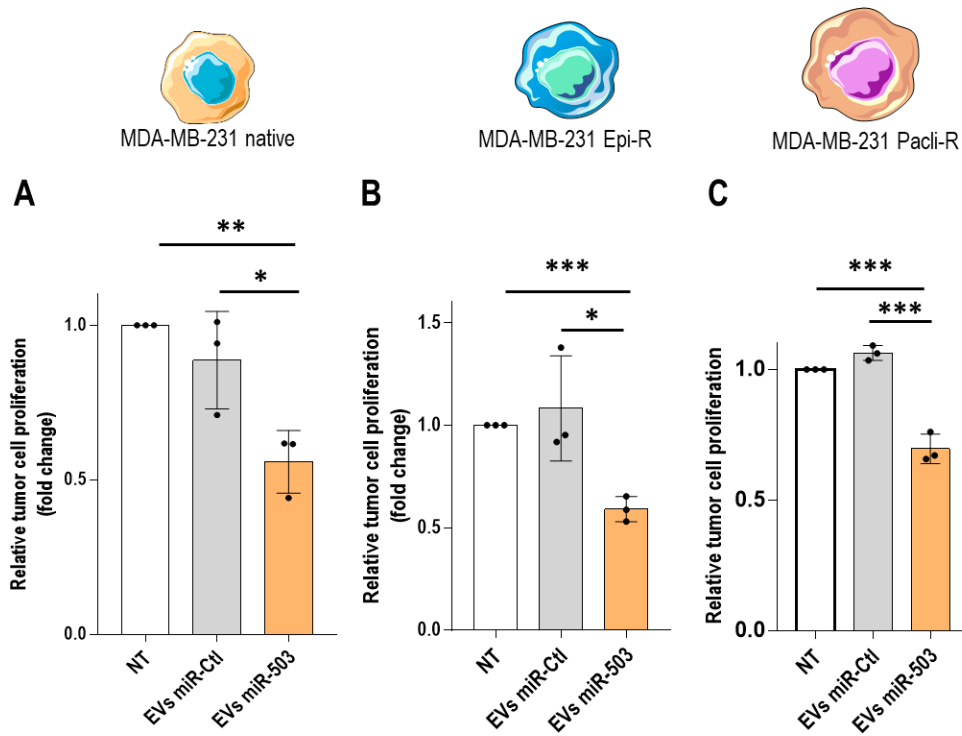 MDA-MB-231 native
MDA-MB-231 Epi-R
MDA-MB-231 Pacli-R
A
**
*
Relative tumor cell proliferation
(fold change)
1.0
0.5
0.0
NT
EVs miR-Ctl
EVs miR-503
B
***
*
Relative tumor cell proliferation
(fold change)
1.5
1.0
0.5
0.0
NT
EVs miR-Ctl
EVs miR-503
C
***
***
Relative tumor cell proliferation
1.0
0.5
0.0
NT
EVs miR-Ctl
EVs miR-503